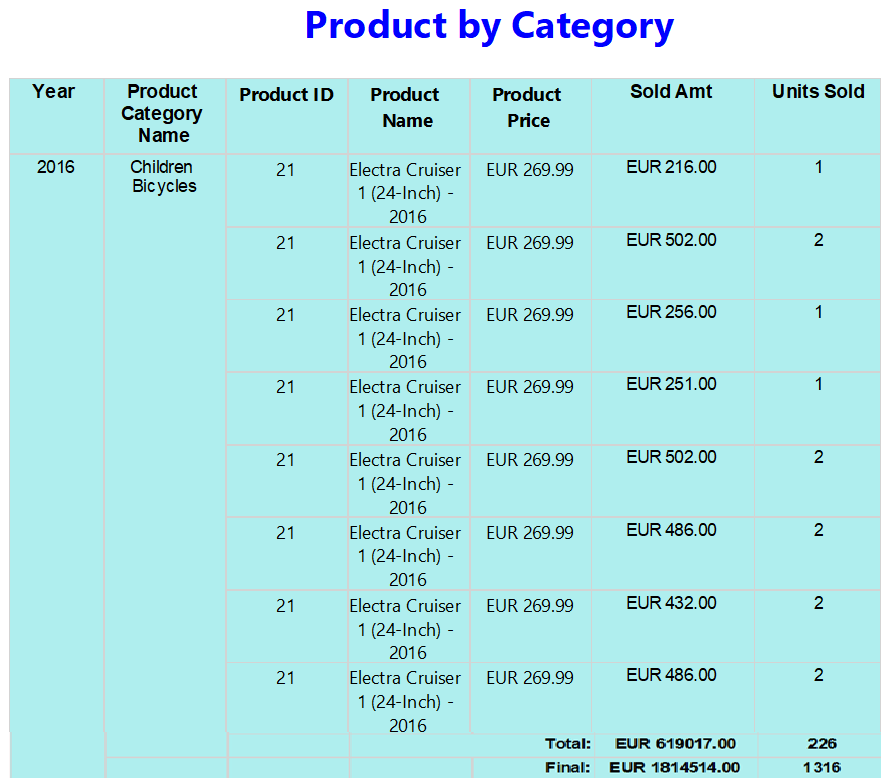 Product by Category
Year Product Category Name Product ID Product Name Product Price Sold Amt Units Sold
2016 Children Bicycles 21 Electra Cruiser 1 (24-Inch) - 2016 EUR 269.99 EUR 216.00 1
21 Electra Cruiser 1 (24-Inch) - 2016 EUR 269.99 EUR 502.00 2
21 Electra Cruiser 1 (24-Inch) - 2016 EUR 269.99 EUR 256.00 1
21 Electra Cruiser 1 (24-Inch) - 2016 EUR 269.99 EUR 251.00 1
21 Electra Cruiser 1 (24-Inch) - 2016 EUR 269.99 EUR 502.00 2
21 Electra Cruiser 1 (24-Inch) - 2016 EUR 269.99 EUR 486.00 2
21 Electra Cruiser 1 (24-Inch) - 2016 EUR 269.99 EUR 432.00 2
21 Electra Cruiser 1 (24-Inch) - 2016 EUR 269.99 EUR 486.00 2
Total: EUR 619017.00 226
Final: EUR 1814514.00 1316